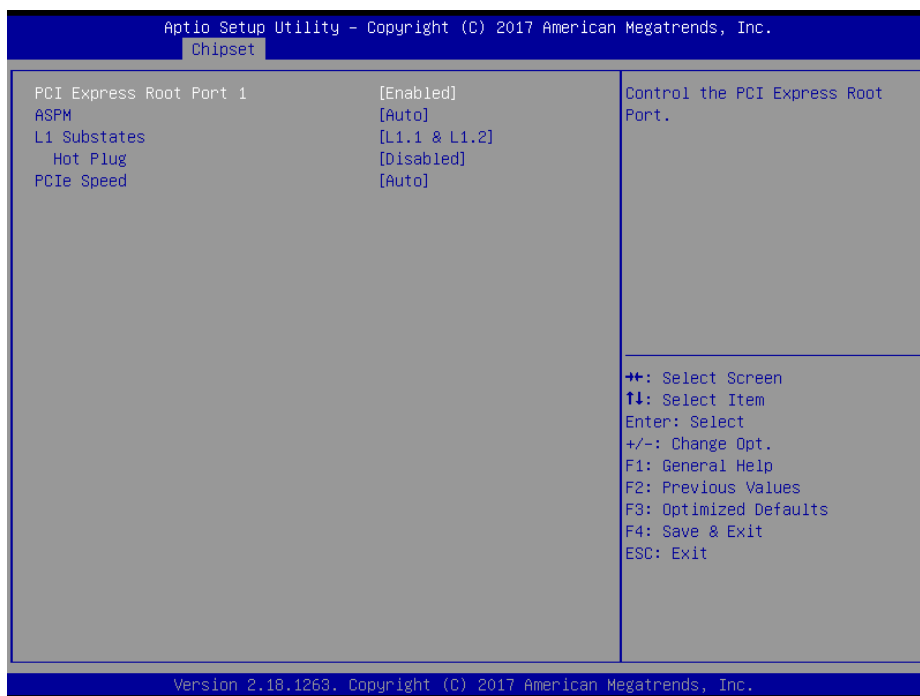 Aptio Setup Utility – Copyright (C) 2017 American Megatrends, Inc.
Chipset
PCI Express Root Port 1 [Enabled]
ASPM [Auto]
L1 Substates [L1.1 & L1.2]
Hot Plug [Disabled]
PCIe Speed [Auto]
Control the PCI Express Root
Port.
→←: Select Screen
↑↓: Select Item
Enter: Select
+/-: Change Opt.
F1: General Help
F2: Previous Values
F3: Optimized Defaults
F4: Save & Exit
ESC: Exit
Version 2.18.1263. Copyright (C) 2017 American Megatrends, Inc.